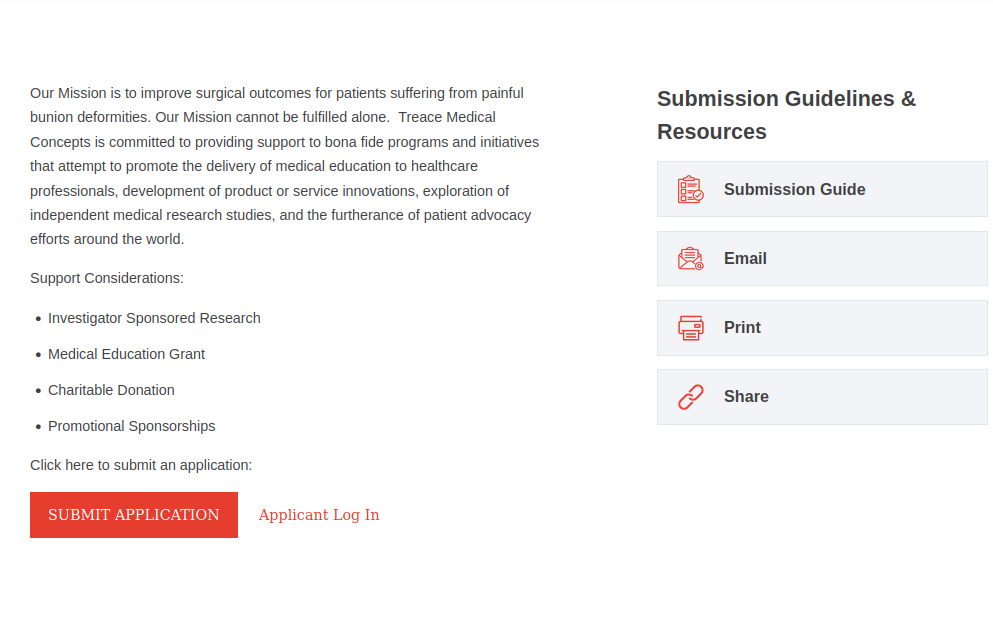 Our Mission is to improve surgical outcomes for patients suffering from painful
bunion deformities. Our Mission cannot be fulfilled alone.  Treace Medical
Concepts is committed to providing support to bona fide programs and initiatives
that attempt to promote the delivery of medical education to healthcare
professionals, development of product or service innovations, exploration of
independent medical research studies, and the furtherance of patient advocacy
efforts around the world.
Support Considerations:
• Investigator Sponsored Research
• Medical Education Grant
• Charitable Donation
• Promotional Sponsorships
Click here to submit an application:
SUBMIT APPLICATION
Applicant Log In
Submission Guidelines &
Resources
Submission Guide
Email
Print
Share